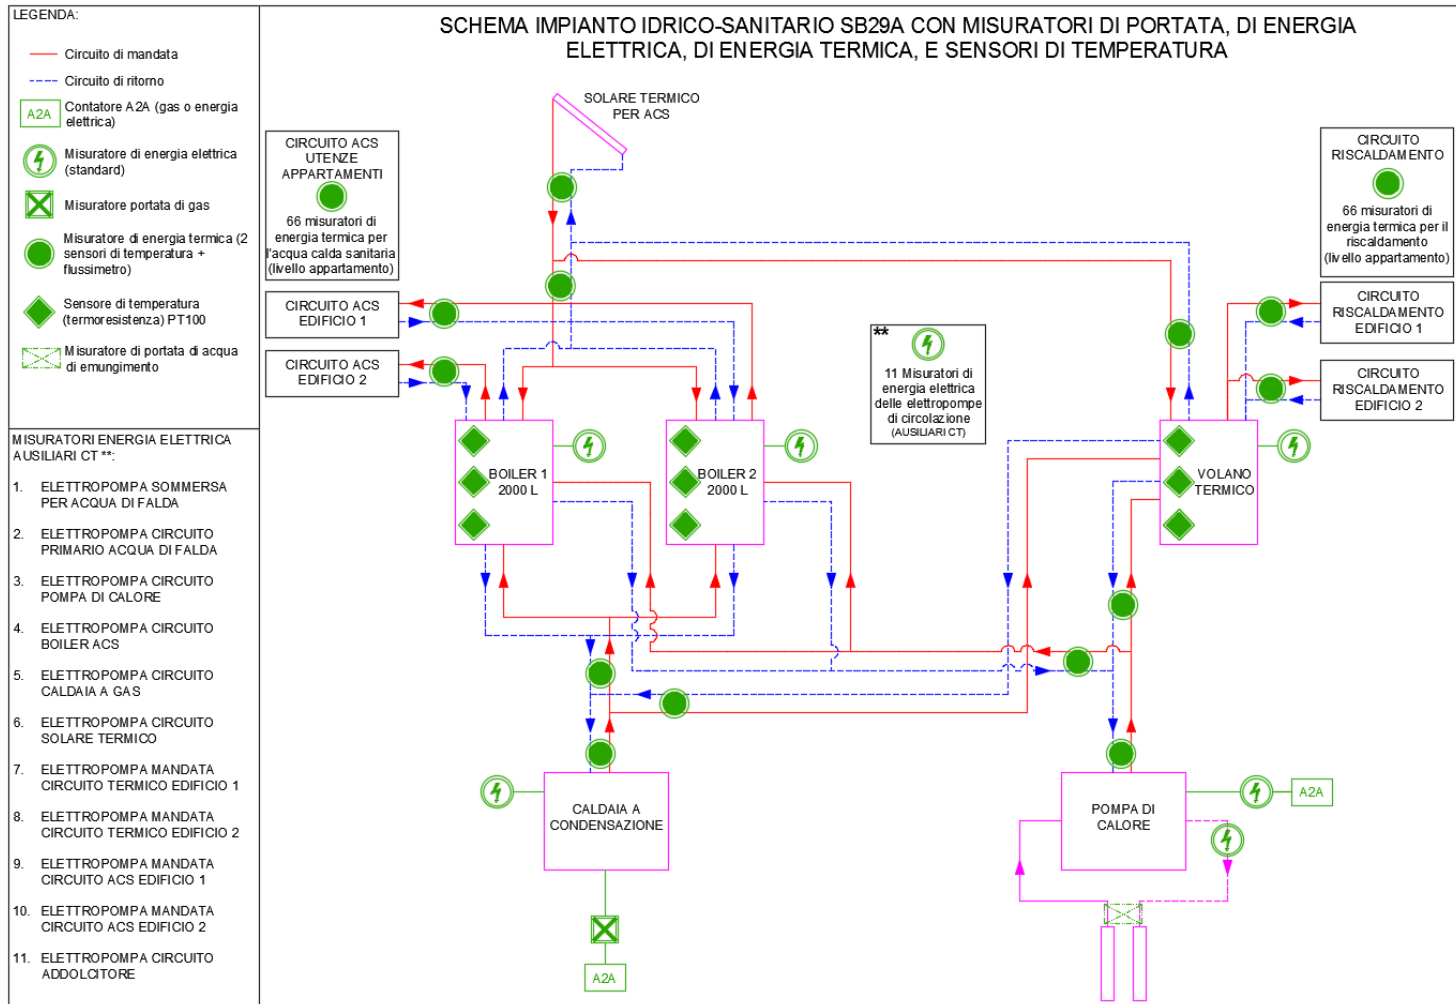 LEGENDA:
Circuito di mandata
Circuito di ritorno
A2A
Contatore A2A (gas o energia
elettrica)
Misuratore di energia elettrica
(standard)
Misuratore portata di gas
Misuratore di energia termica (2
sensori di temperatura +
flussimetro)
Sensore di temperatura
(termoresistenza) PT100
Misuratore di portata di acqua
di emungimento
MISURATORI ENERGIA ELETTRICA
AUSILIARI CT **:
1. ELETTROPOMPA SOMMERSA
PER ACQUA DI FALDA
2. ELETTROPOMPA CIRCUITO
PRIMARIO ACQUA DI FALDA
3. ELETTROPOMPA CIRCUITO
POMPA DI CALORE
4. ELETTROPOMPA CIRCUITO
BOILER ACS
5. ELETTROPOMPA CIRCUITO
CALDAIA A GAS
6. ELETTROPOMPA CIRCUITO
SOLARE TERMICO
7. ELETTROPOMPA MANDATA
CIRCUITO TERMICO EDIFICIO 1
8. ELETTROPOMPA MANDATA
CIRCUITO TERMICO EDIFICIO 2
9. ELETTROPOMPA MANDATA
CIRCUITO ACS EDIFICIO 1
10. ELETTROPOMPA MANDATA
CIRCUITO ACS EDIFICIO 2
11. ELETTROPOMPA CIRCUITO
ADDOLCITORE
SCHEMA IMPIANTO IDRICO-SANITARIO SB29A CON MISURATORI DI PORTATA, DI ENERGIA
ELETTRICA, DI ENERGIA TERMICA, E SENSORI DI TEMPERATURA
SOLARE TERMICO
PER ACS
CIRCUITO ACS
UTENZE
APPARTAMENTI
66 misuratori di
energia termica per
l'acqua calda sanitaria
(livello appartamento)
CIRCUITO
RISCALDAMENTO
66 misuratori di
energia termica per il
riscaldamento
(livello appartamento)
CIRCUITO ACS
EDIFICIO 1
CIRCUITO ACS
EDIFICIO 2
**
11 Misuratori di
energia elettrica
delle elettropompe
di circolazione
(AUSILIARI CT)
CIRCUITO
RISCALDAMENTO
EDIFICIO 1
CIRCUITO
RISCALDAMENTO
EDIFICIO 2
BOILER 1
2000 L
BOILER 2
2000 L
VOLANO
TERMICO
CALDAIA A
CONDENSAZIONE
POMPA DI
CALORE
A2A
A2A